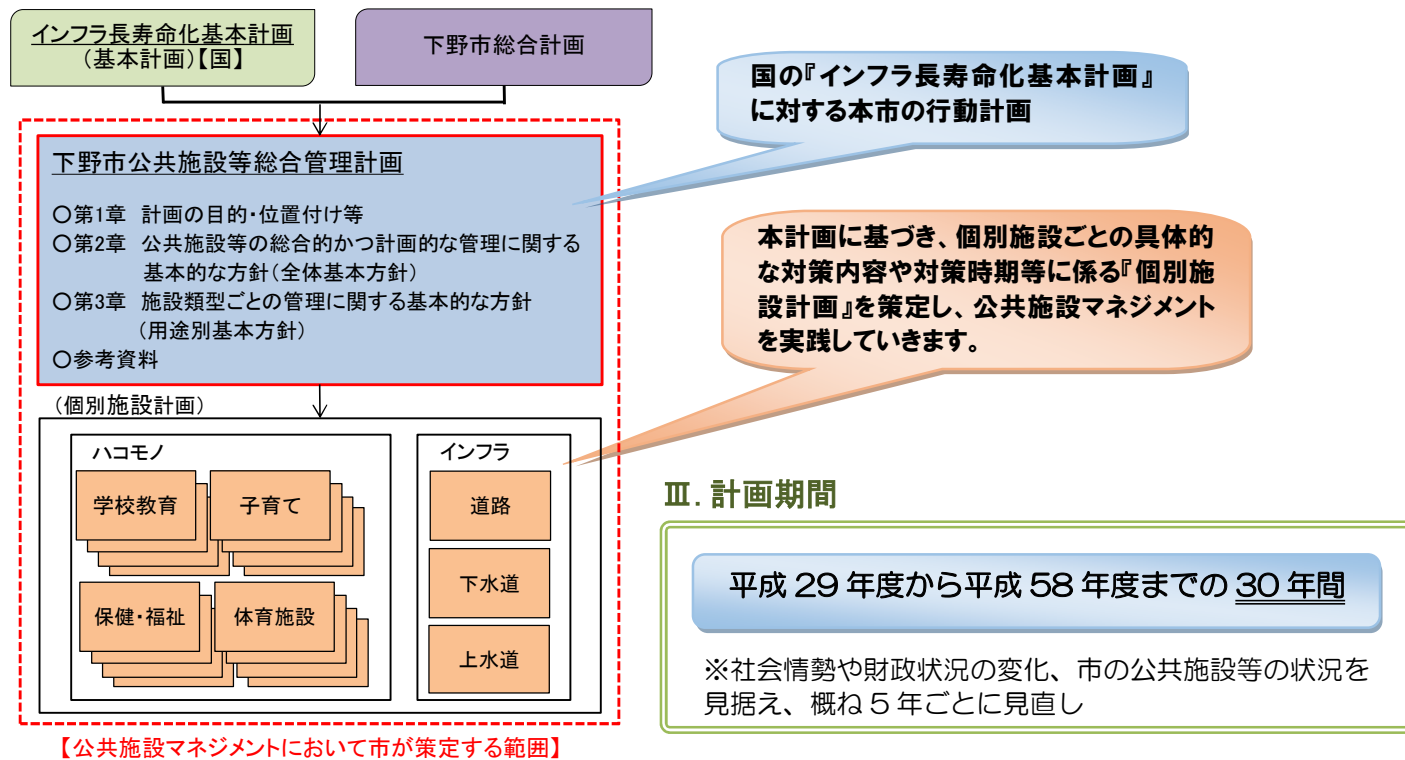 インフラ長寿命化基本計画
(基本計画)【国】
下野市総合計画
国の『インフラ長寿命化基本計画』
に対する本市の行動計画
下野市公共施設等総合管理計画
○第1章 計画の目的・位置付け等
○第2章 公共施設等の総合的かつ計画的な管理に関する
基本的な方針(全体基本方針)
○第3章 施設類型ごとの管理に関する基本的な方針
(用途別基本方針)
○参考資料
本計画に基づき、個別施設ごとの具体的
な対策内容や対策時期等に係る『個別施
設計画』を策定し、公共施設マネジメント
を実践していきます。
(個別施設計画)
ハコモノ
学校教育
子育て
保健・福祉
体育施設
インフラ
道路
下水道
上水道
【公共施設マネジメントにおいて市が策定する範囲】
Ⅲ.計画期間
平成 29 年度から平成 58 年度までの 30 年間
※社会情勢や財政状況の変化、市の公共施設等の状況を
見据え、概ね 5 年ごとに見直し